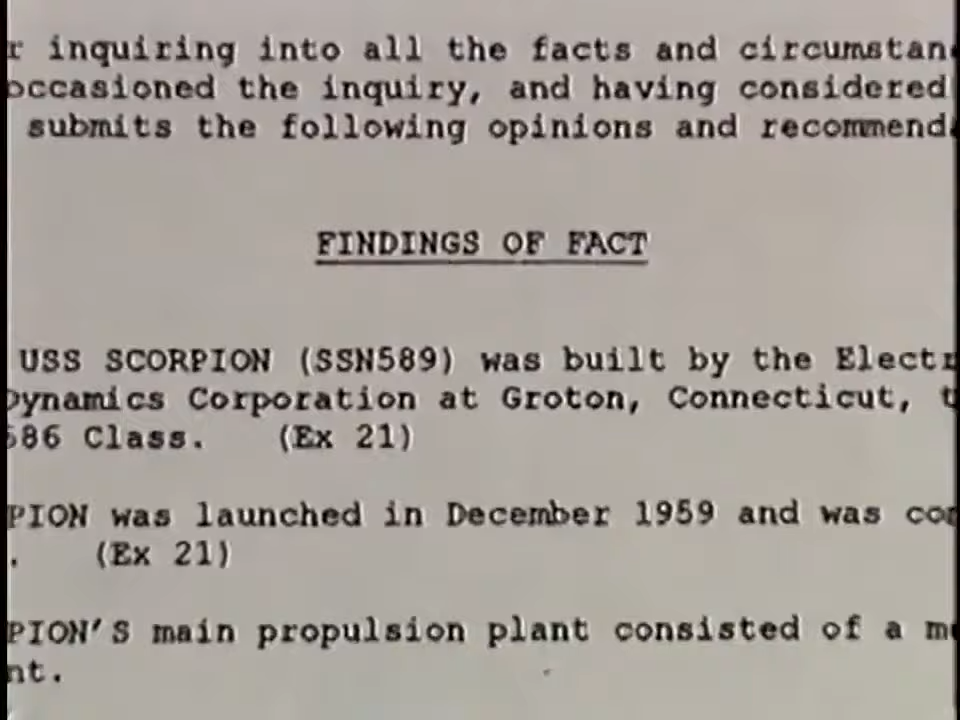 r inquiring into all the facts and circumstan
occasioned the inquiry, and having considered
submits the following opinions and recommend
FINDINGS OF FACT
USS SCORPION (SSN589) was built by the Electr
Dynamics Corporation at Groton, Connecticut, t
586 Class. (Ex 21)
PION was launched in December 1959 and was co
. (Ex 21)
PION'S main propulsion plant consisted of a m
nt.